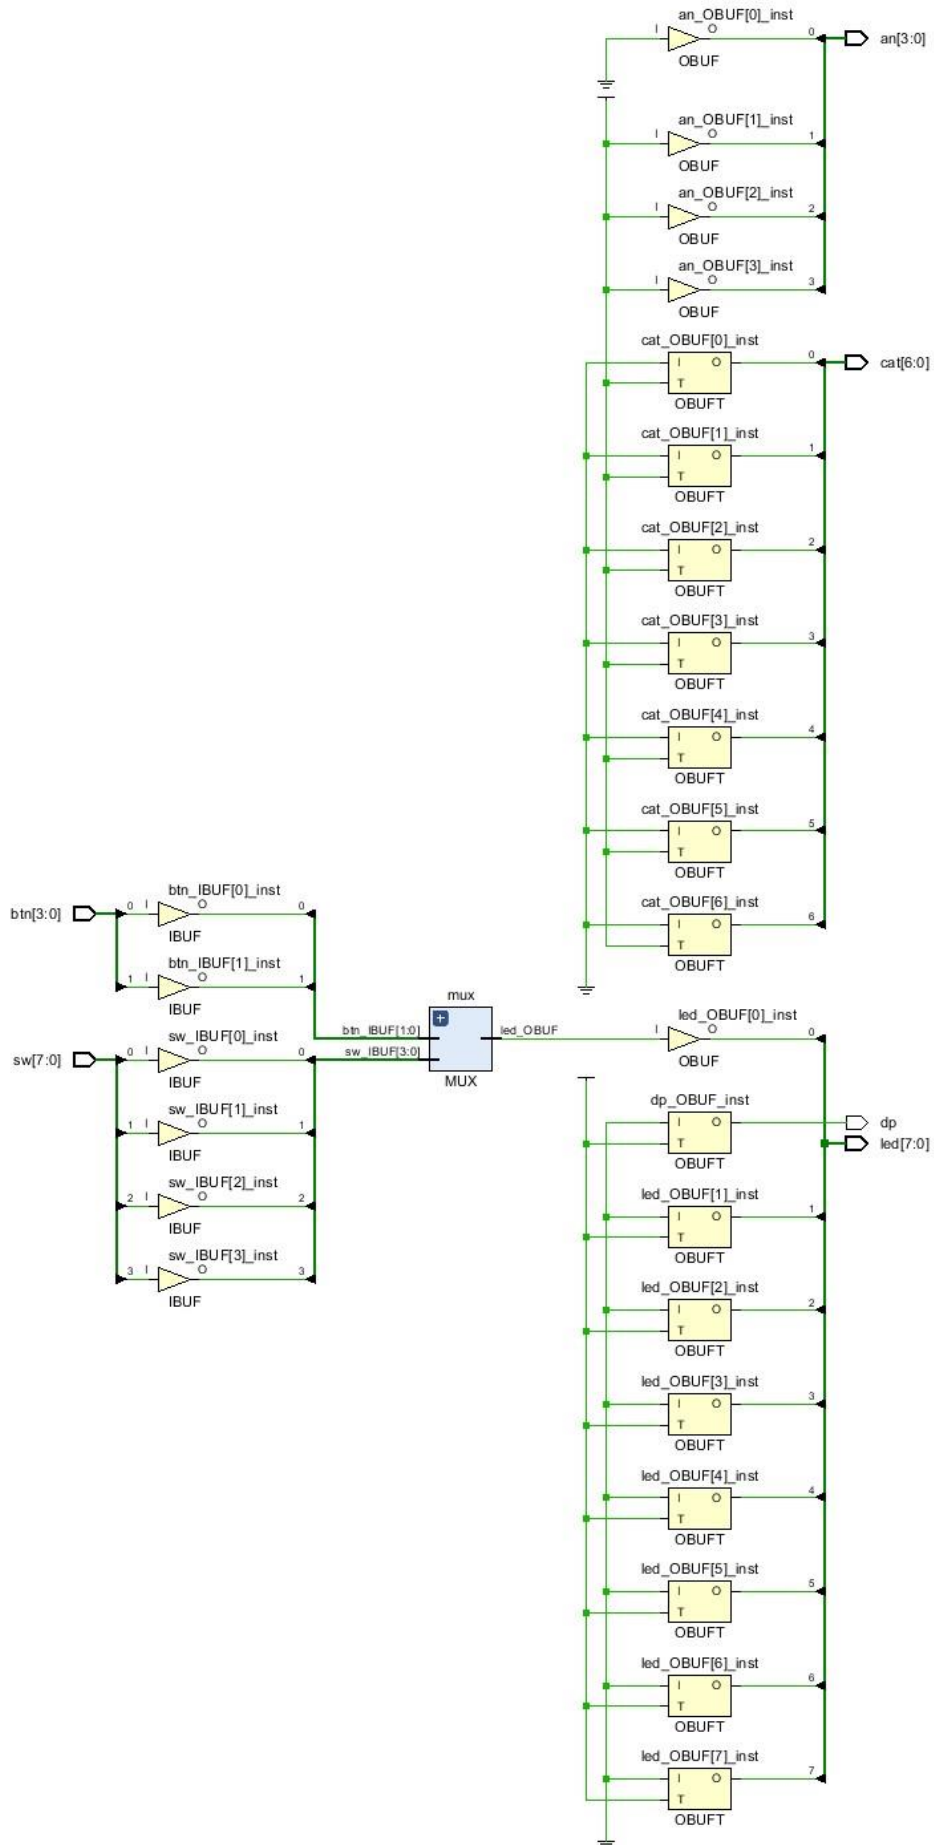 an_OBUF[0]_inst
I O 0 an[3:0]
OBUF
an_OBUF[1]_inst
I O 1
OBUF
an_OBUF[2]_inst
I O 2
OBUF
an_OBUF[3]_inst
I O 3
OBUF
cat_OBUF[0]_inst
I O 0 cat[6:0]
T
OBUFT
cat_OBUF[1]_inst
I O 1
T
OBUFT
cat_OBUF[2]_inst
I O 2
T
OBUFT
cat_OBUF[3]_inst
I O 3
T
OBUFT
cat_OBUF[4]_inst
I O 4
T
OBUFT
cat_OBUF[5]_inst
I O 5
T
OBUFT
cat_OBUF[6]_inst
I O 6
T
OBUFT
btn_IBUF[0]_inst
btn[3:0] 0 I O 0
IBUF
btn_IBUF[1]_inst
1 I O 1
IBUF
sw_IBUF[0]_inst
sw[7:0] 0 I O 0
IBUF
sw_IBUF[1]_inst
1 I O 1
IBUF
sw_IBUF[2]_inst
2 I O 2
IBUF
sw_IBUF[3]_inst
3 I O 3
IBUF
mux
+
btn_IBUF[1:0] led_OBUF
sw_IBUF[3:0]
MUX
led_OBUF[0]_inst
I O 0
OBUF
dp_OBUF_inst
I O dp
T led[7:0]
OBUFT
led_OBUF[1]_inst
I O 1
T
OBUFT
led_OBUF[2]_inst
I O 2
T
OBUFT
led_OBUF[3]_inst
I O 3
T
OBUFT
led_OBUF[4]_inst
I O 4
T
OBUFT
led_OBUF[5]_inst
I O 5
T
OBUFT
led_OBUF[6]_inst
I O 6
T
OBUFT
led_OBUF[7]_inst
I O 7
T
OBUFT